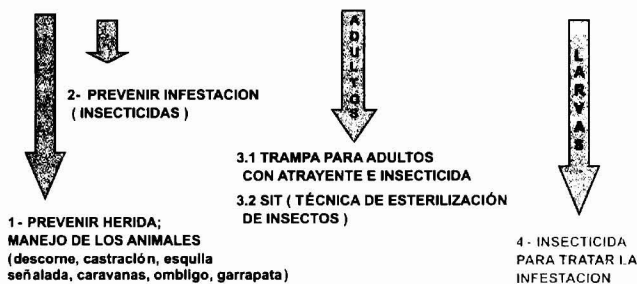 ADULTOS
LARVAS
2- PREVENIR INFESTACION
( INSECTICIDAS )
3.1 TRAMPA PARA ADULTOS
CON ATRAYENTE E INSECTICIDA
3.2 SIT ( TÉCNICA DE ESTERILIZACIÓN
DE INSECTOS )
1 - PREVENIR HERIDA;
MANEJO DE LOS ANIMALES
(descorne, castración, esquila
señalada, caravanas, ombligo, garrapata)
4 - INSECTICIDA
PARA TRATAR LA
INFESTACION